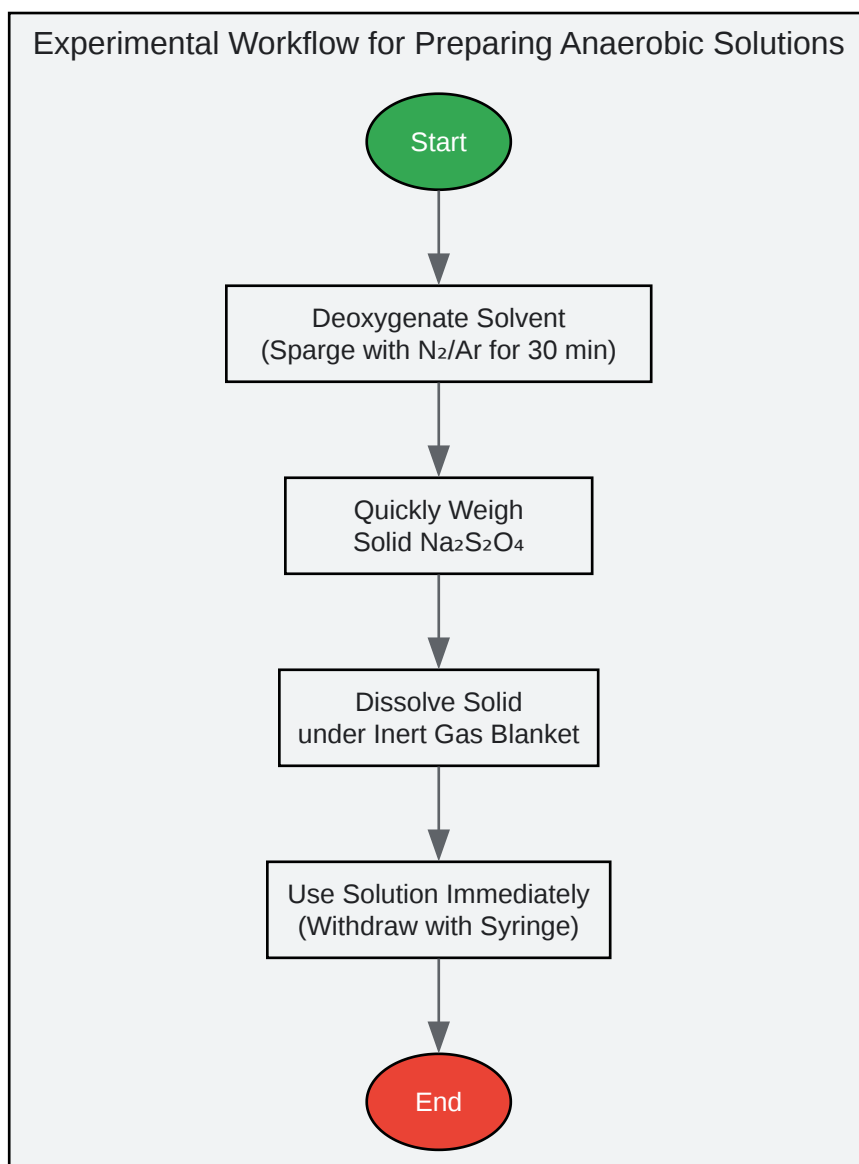 Experimental Workflow for Preparing Anaerobic Solutions
Start
Deoxygenate Solvent
(Sparge with N₂/Ar for 30 min)
Quickly Weigh
Solid Na₂S₂O₄
Dissolve Solid
under Inert Gas Blanket
Use Solution Immediately
(Withdraw with Syringe)
End